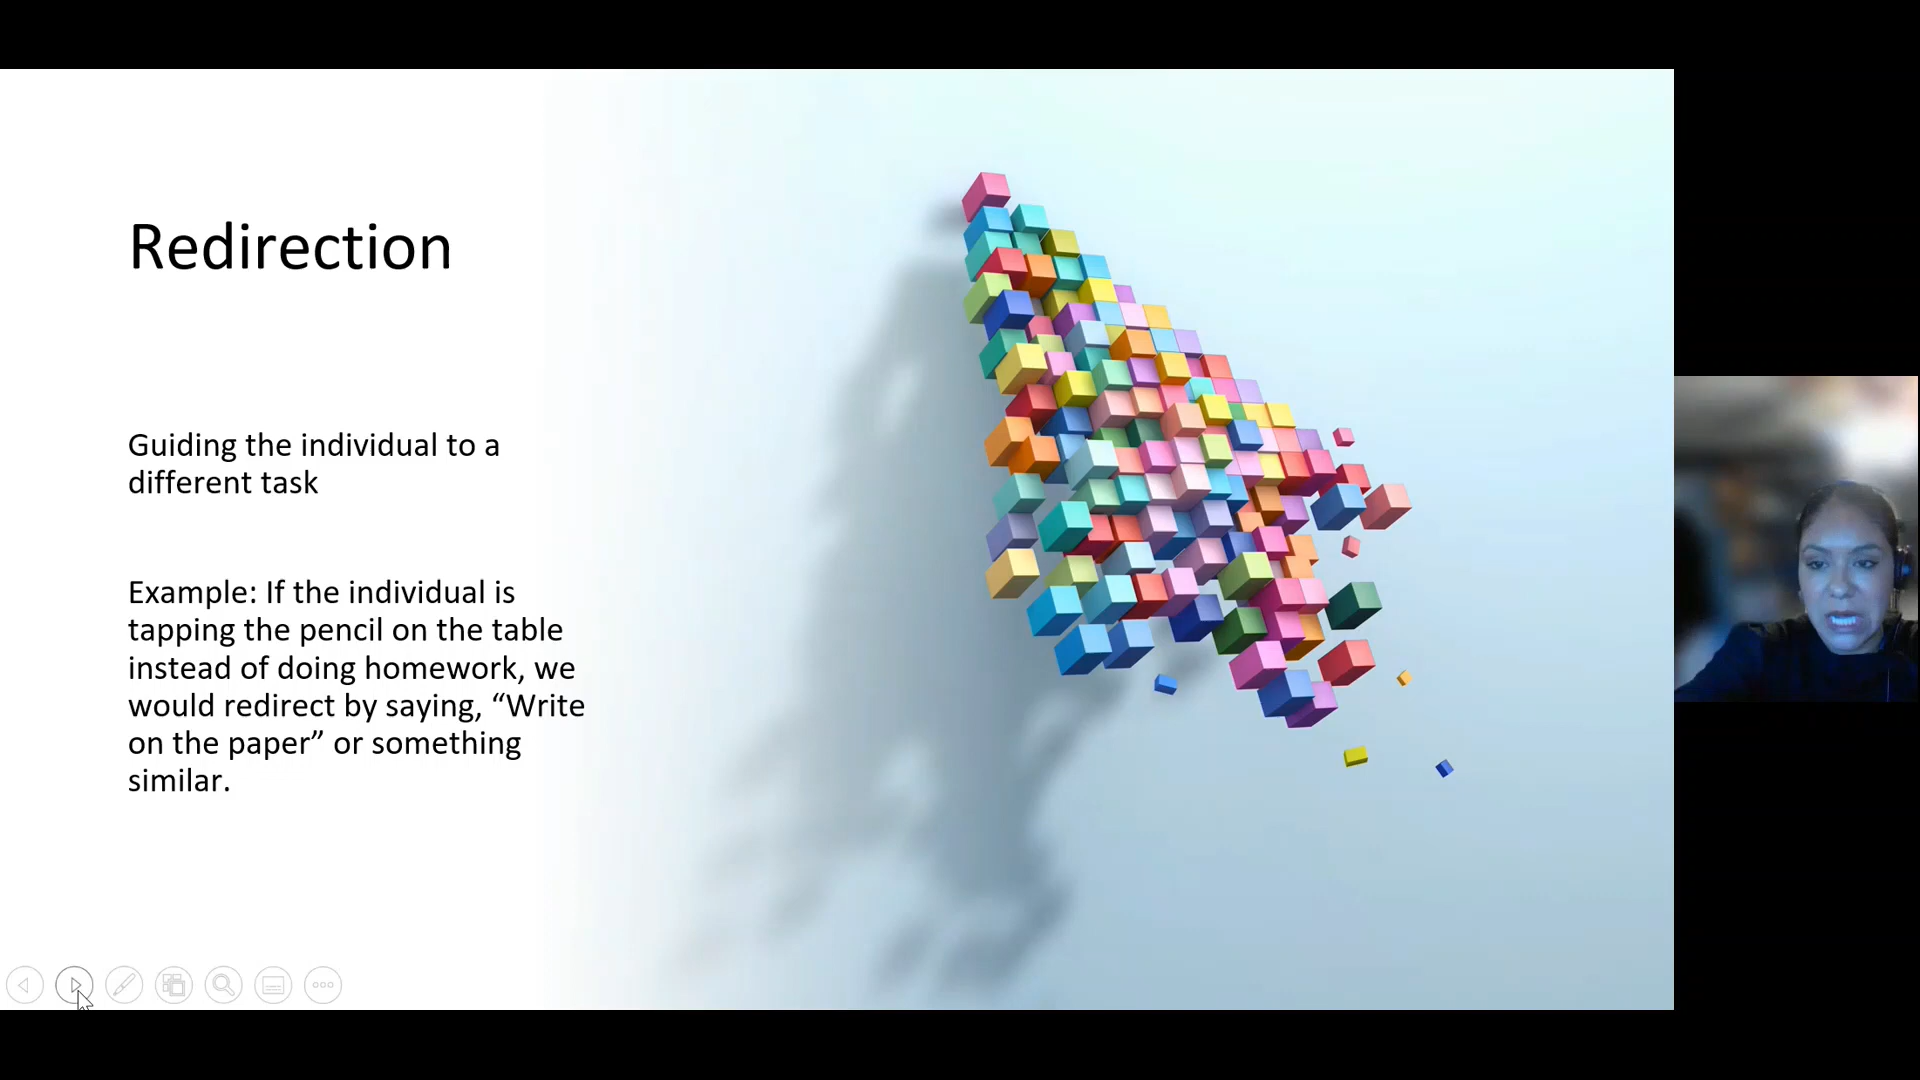 Redirection
Guiding the individual to a
different task
Example: If the individual is
tapping the pencil on the table
instead of doing homework, we
would redirect by saying, “Write
on the paper” or something
similar.